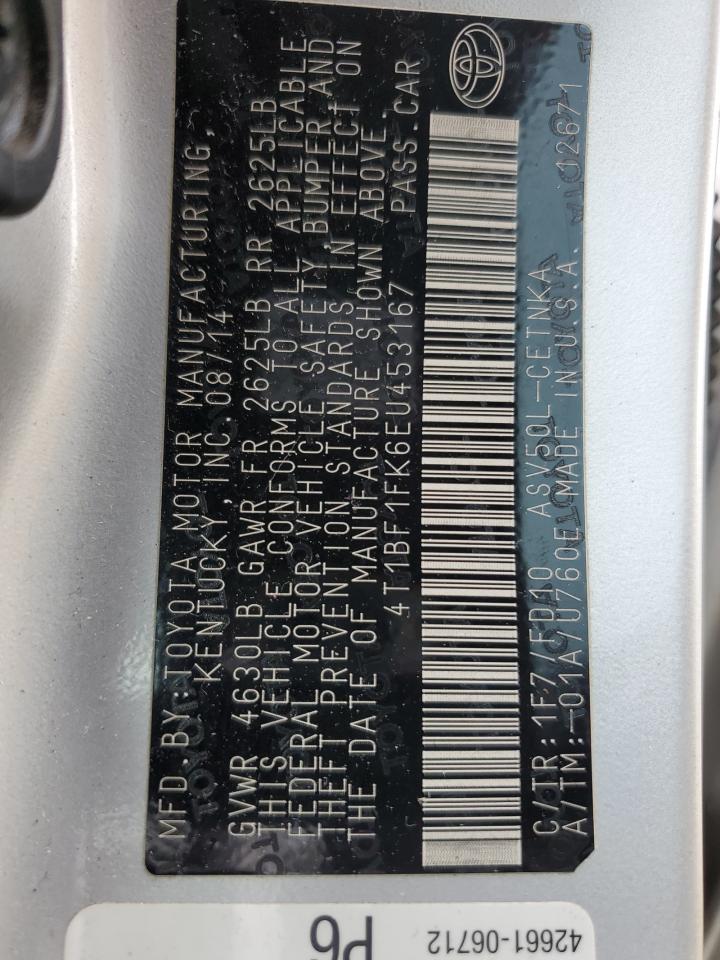 MFD.BY:TOYOTA MOTOR MANUFACTURING,
KENTUCKY,INC. 08/14
GVWR 4630LB GAWR FR 2625LB RR 2625LB
THIS VEHICLE CONFORMS TO ALL APPLICABLE
FEDERAL MOTOR VEHICLE SAFETY, BUMPER,AND
THEFT PREVENTION STANDARDS IN EFFECT ON
THE DATE OF MANUFACTURE SHOWN ABOVE.
4T1BF1FK6EU453167 PASS.CAR
C/TR:1F7/FD10 ASV50L-CETNKA
A/TM:-01A/U760E MADE IN U.S.A. 12671
P6
42661-06712